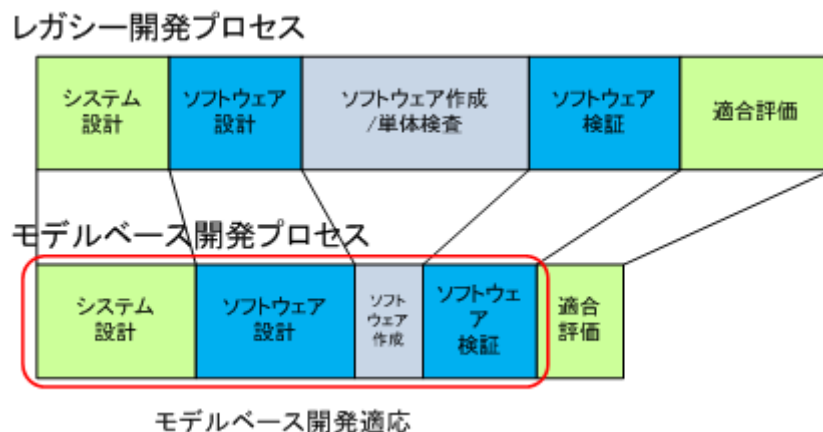 レガシー開発プロセス
システム
設計
ソフトウェア
設計
ソフトウェア作成
/単体検査
ソフトウェア
検証
適合評価
モデルベース開発プロセス
システム
設計
ソフトウェア
設計
ソフト
ウェア
作成
ソフトウェ
ア
検証
適合
評価
モデルベース開発適応